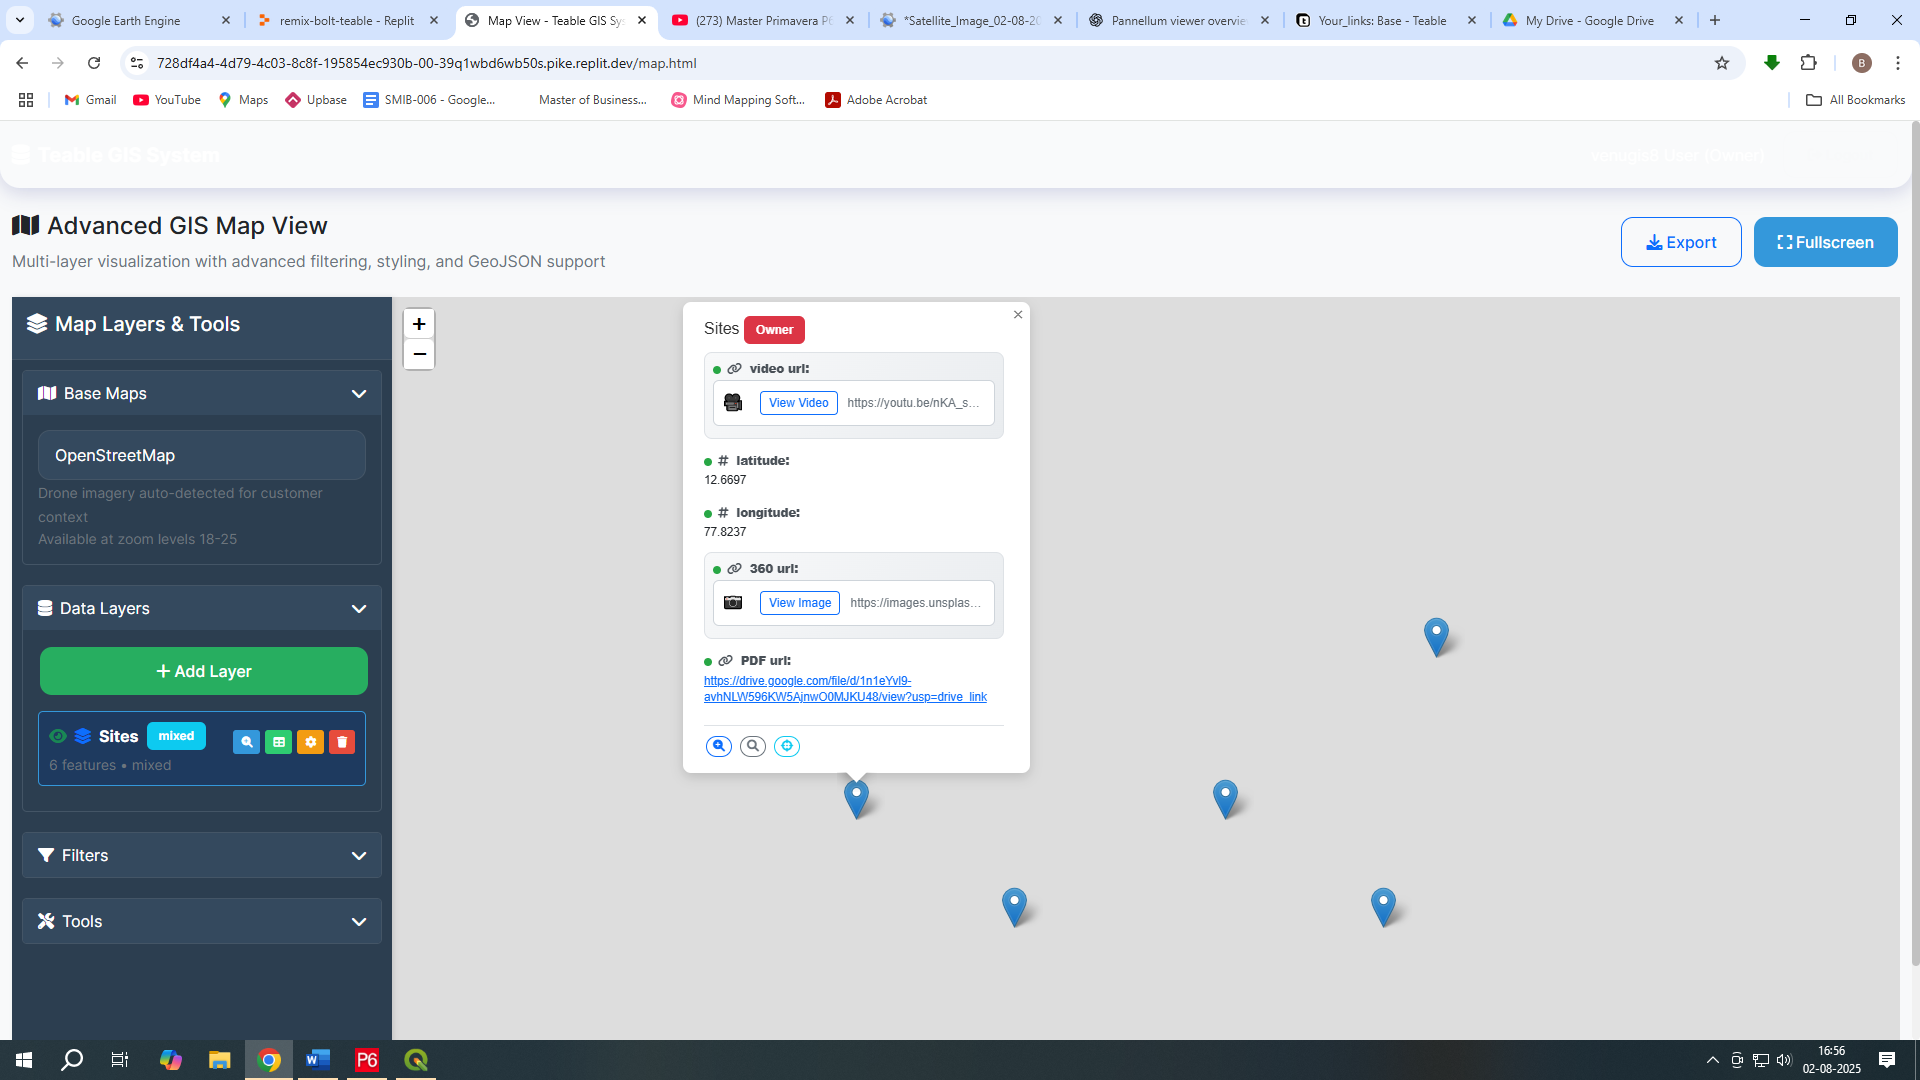 Google Earth Engine
remix-bolt-teable - Replit
Map View - Teable GIS Sy
(273) Master Primavera P6
*Satellite_Image_02-08-20
Pannellum viewer overvie
Your_links: Base - Teable
My Drive - Google Drive
728df4a4-4d79-4c03-8c8f-195854ec930b-00-39q1wbd6wb50s.pike.replit.dev/map.html
B
Gmail
YouTube
Maps
Upbase
SMIB-006 - Google...
Master of Business...
Mind Mapping Soft...
Adobe Acrobat
All Bookmarks
Teable GIS System
Advanced GIS Map View
Multi-layer visualization with advanced filtering, styling, and GeoJSON support
Export
Fullscreen
Map Layers & Tools
Base Maps
OpenStreetMap
Drone imagery auto-detected for customer
context
Available at zoom levels 18-25
Data Layers
+ Add Layer
Sites mixed
6 features • mixed
Filters
Tools
+
−
Sites Owner
×
video url:
View Video https://youtu.be/nKA_s...
# latitude:
12.6697
# longitude:
77.8237
360 url:
View Image https://images.unsplas...
PDF url:
https://drive.google.com/file/d/1n1eYvl9-
avhNLW596KW5AjnwO0MJKU48/view?usp=drive_link
P6
16:56
02-08-2025